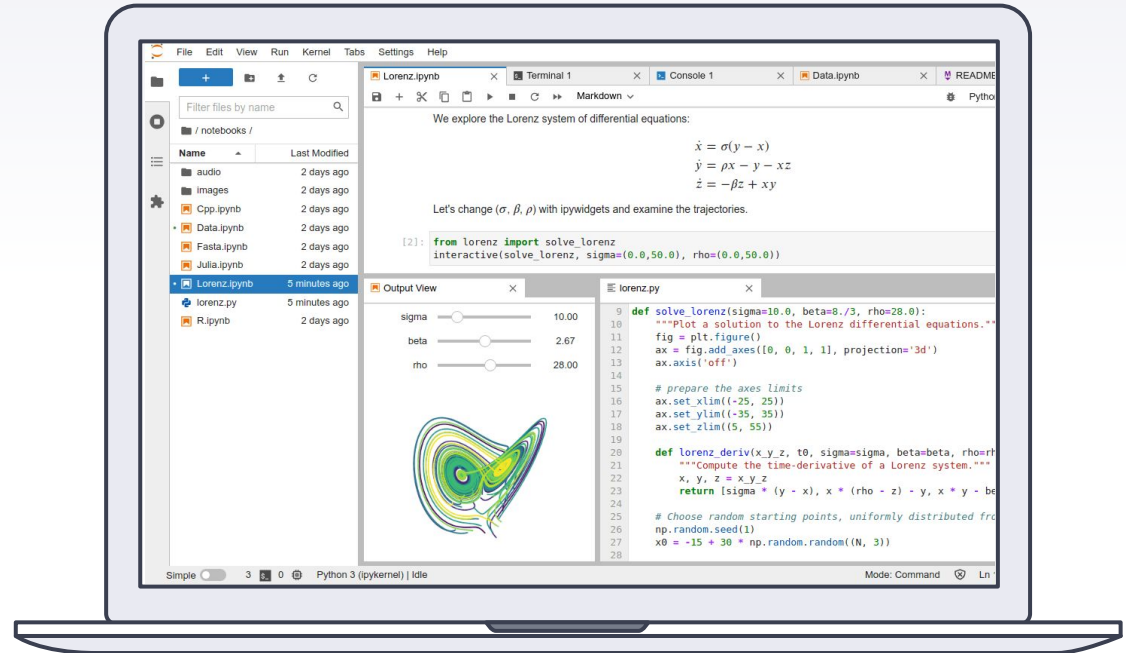 File Edit View Run Kernel Tabs Settings Help
+
Filter files by name
/ notebooks /
Name Last Modified
audio 2 days ago
images 2 days ago
Cpp.ipynb 2 days ago
Data.ipynb 2 days ago
Fasta.ipynb 2 days ago
Julia.ipynb 2 days ago
Lorenz.ipynb 5 minutes ago
lorenz.py 5 minutes ago
R.ipynb 2 days ago
Lorenz.ipynb Terminal 1 Console 1 Data.ipynb README
Markdown Pytho
We explore the Lorenz system of differential equations:
ẋ = σ(y − x)
ẏ = ρx − y − xz
ż = −βz + xy
Let's change (σ, β, ρ) with ipywidgets and examine the trajectories.
[2]: from lorenz import solve_lorenz
interactive(solve_lorenz, sigma=(0.0,50.0), rho=(0.0,50.0))
Output View
sigma 10.00
beta 2.67
rho 28.00
lorenz.py
9 def solve_lorenz(sigma=10.0, beta=8./3, rho=28.0):
10 """Plot a solution to the Lorenz differential equations.""
11 fig = plt.figure()
12 ax = fig.add_axes([0, 0, 1, 1], projection='3d')
13 ax.axis('off')
14
15 # prepare the axes limits
16 ax.set_xlim((-25, 25))
17 ax.set_ylim((-35, 35))
18 ax.set_zlim((5, 55))
19
20 def lorenz_deriv(x_y_z, t0, sigma=sigma, beta=beta, rho=rh
21 """Compute the time-derivative of a Lorenz system."""
22 x, y, z = x_y_z
23 return [sigma * (y - x), x * (rho - z) - y, x * y - be
24
25 # Choose random starting points, uniformly distributed fro
26 np.random.seed(1)
27 x0 = -15 + 30 * np.random.random((N, 3))
28
Simple 3 0 Python 3 (ipykernel) | Idle Mode: Command Ln